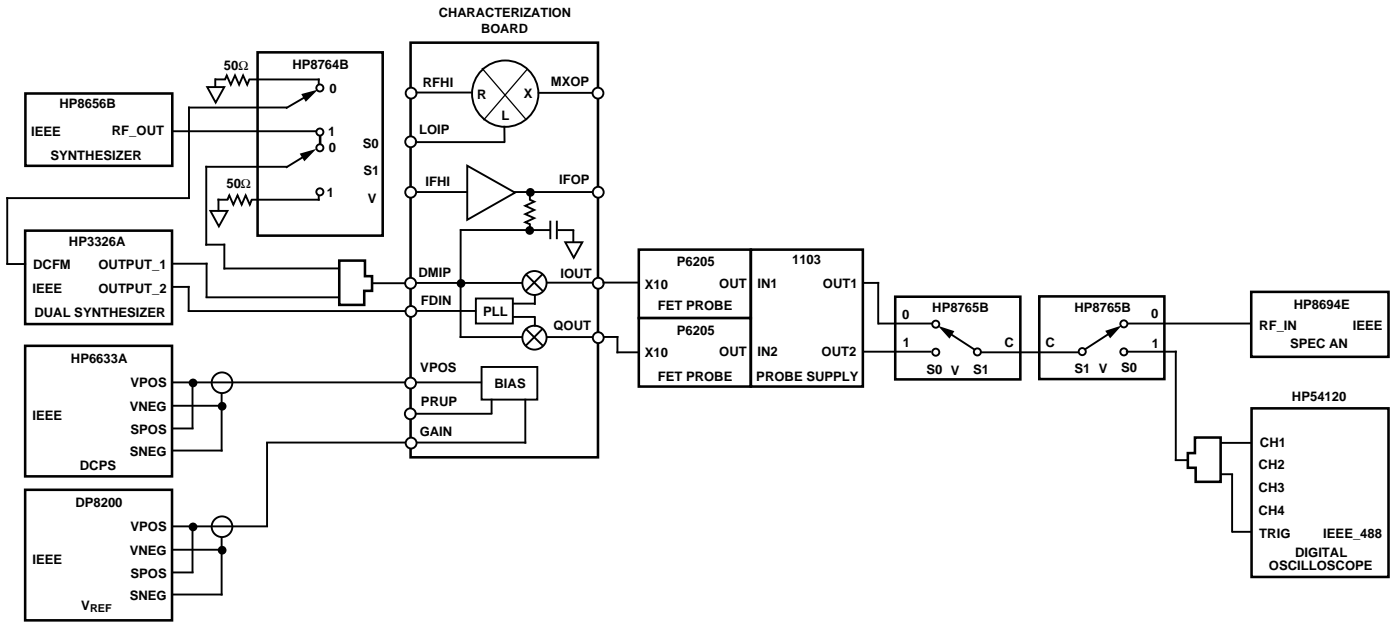 CHARACTERIZATION
BOARD
HP8764B
50Ω
0
1
0
S0
S1
50Ω
1
V
HP8656B
IEEE RF_OUT
SYNTHESIZER
HP3326A
DCFM OUTPUT_1
IEEE OUTPUT_2
DUAL SYNTHESIZER
HP6633A
VPOS
VNEG
IEEE
SPOS
SNEG
DCPS
DP8200
VPOS
VNEG
IEEE
SPOS
SNEG
VREF
RFHI
R
X
L
MXOP
LOIP
IFHI
IFOP
DMIP
IOUT
FDIN
PLL
QOUT
VPOS
BIAS
PRUP
GAIN
P6205
X10 OUT
FET PROBE
P6205
X10 OUT
FET PROBE
1103
IN1 OUT1
IN2 OUT2
PROBE SUPPLY
HP8765B
0
1
C
S0 V S1
HP8765B
C
0
1
S1 V S0
HP8694E
RF_IN IEEE
SPEC AN
HP54120
CH1
CH2
CH3
CH4
TRIG IEEE_488
DIGITAL
OSCILLOSCOPE